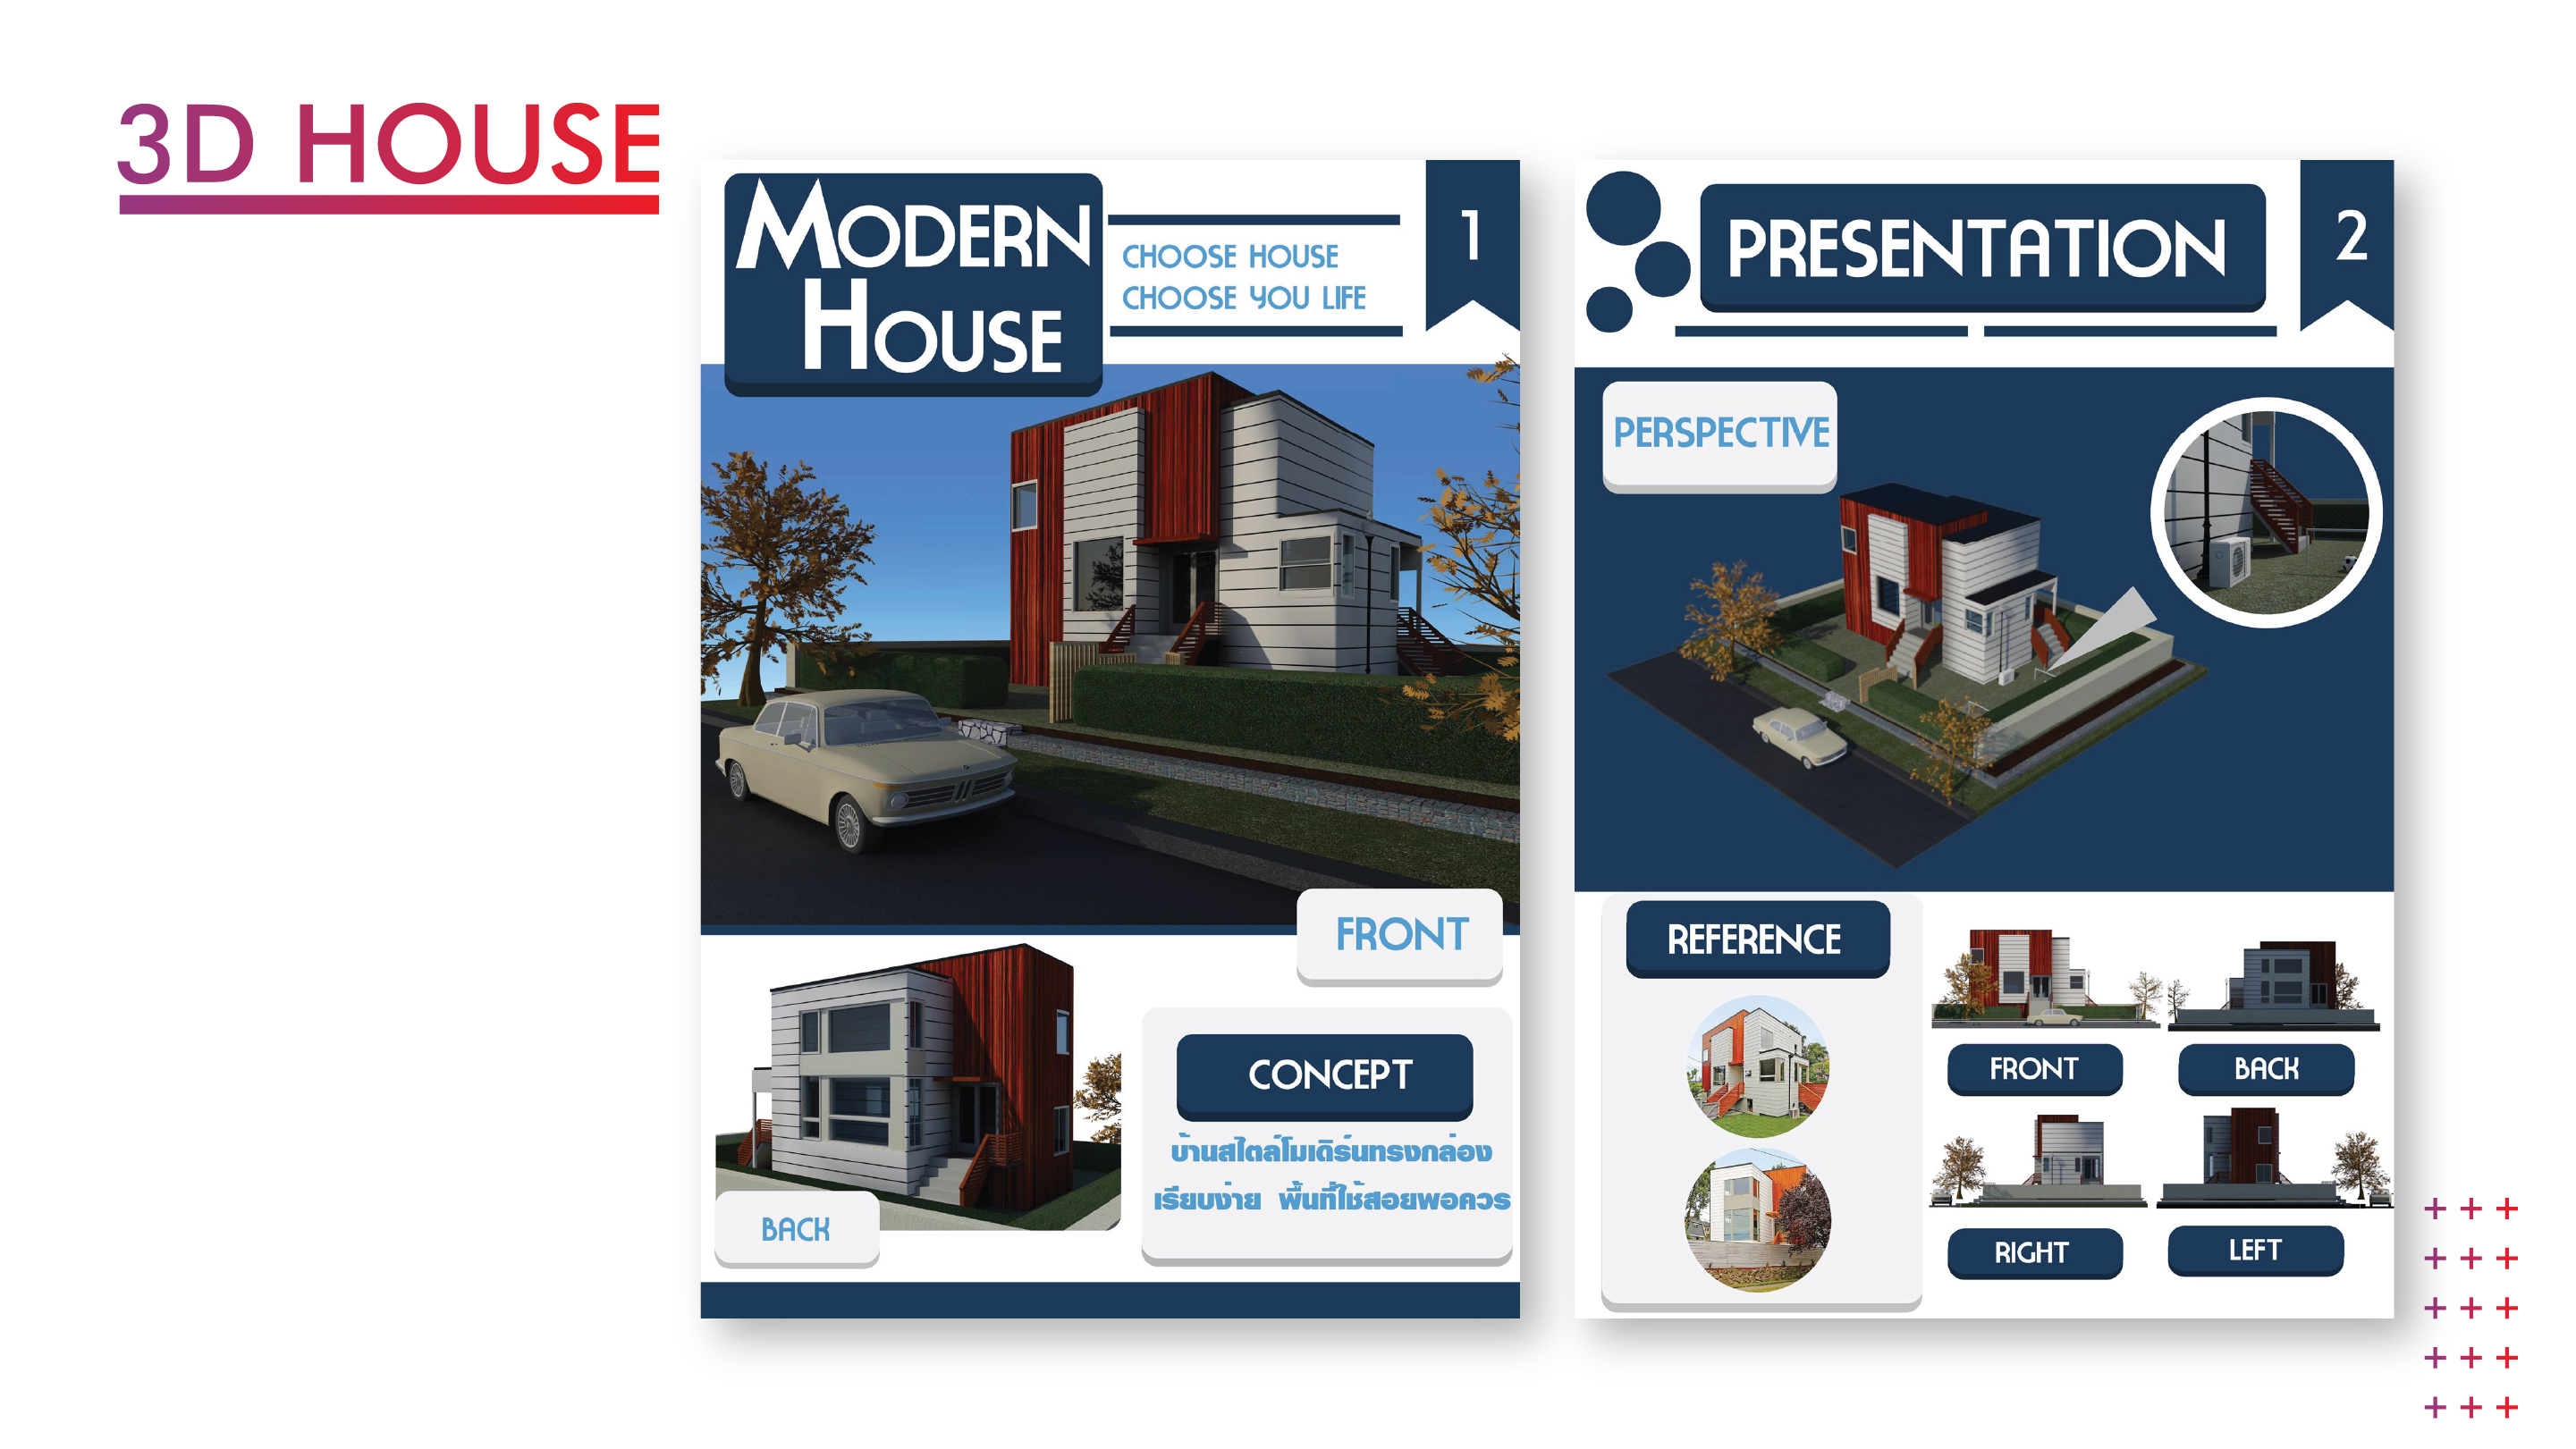 3D HOUSE
MODERN
HOUSE
CHOOSE HOUSE
CHOOSE YOU LIFE
1
FRONT
BACK
CONCEPT
บ้านสไตล์โมเดิร์นทรงกล่อง
เรียบง่าย พื้นที่ใช้สอยพอควร
PRESENTATION
2
PERSPECTIVE
REFERENCE
FRONT
BACK
RIGHT
LEFT